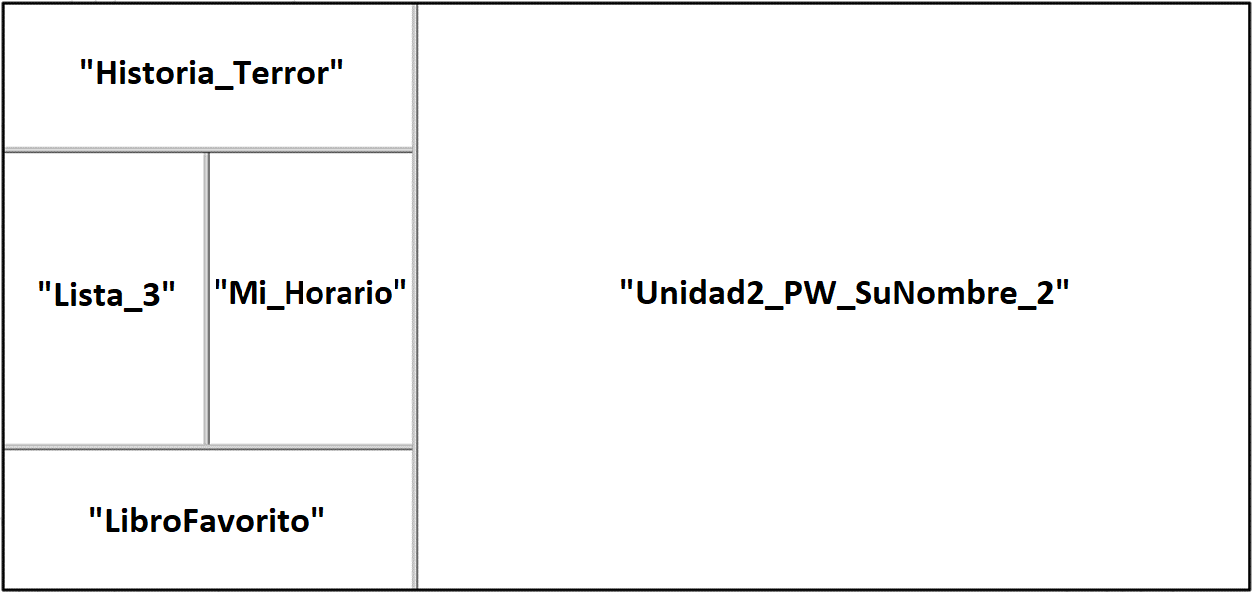 "Historia_Terror"
"Lista_3"
"Mi_Horario"
"Unidad2_PW_SuNombre_2"
"LibroFavorito"